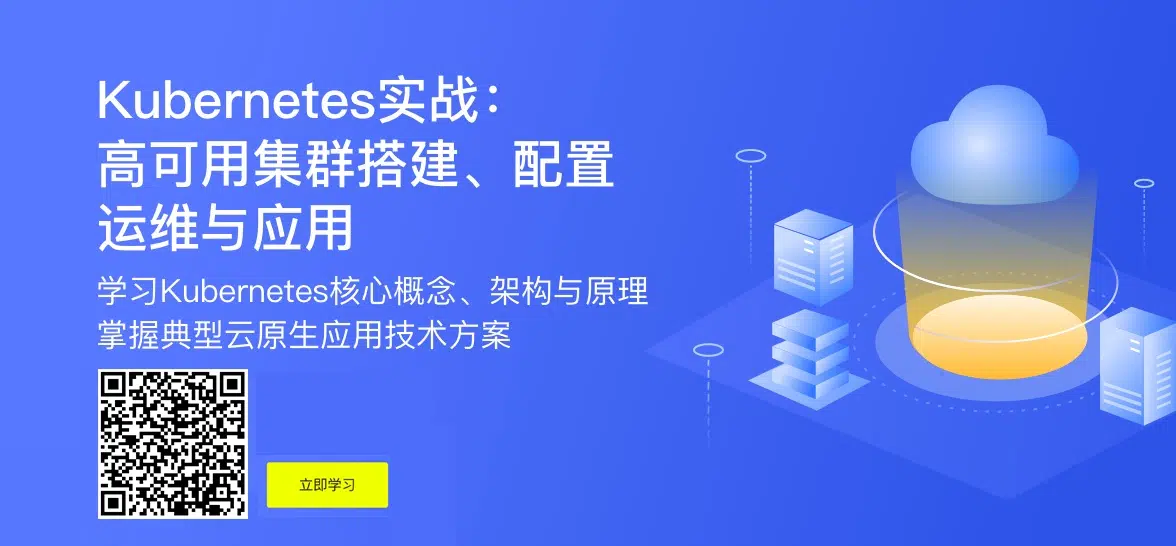 Kubernetes实战：
高可用集群搭建、配置
运维与应用
学习Kubernetes核心概念、架构与原理
掌握典型云原生应用技术方案
立即学习